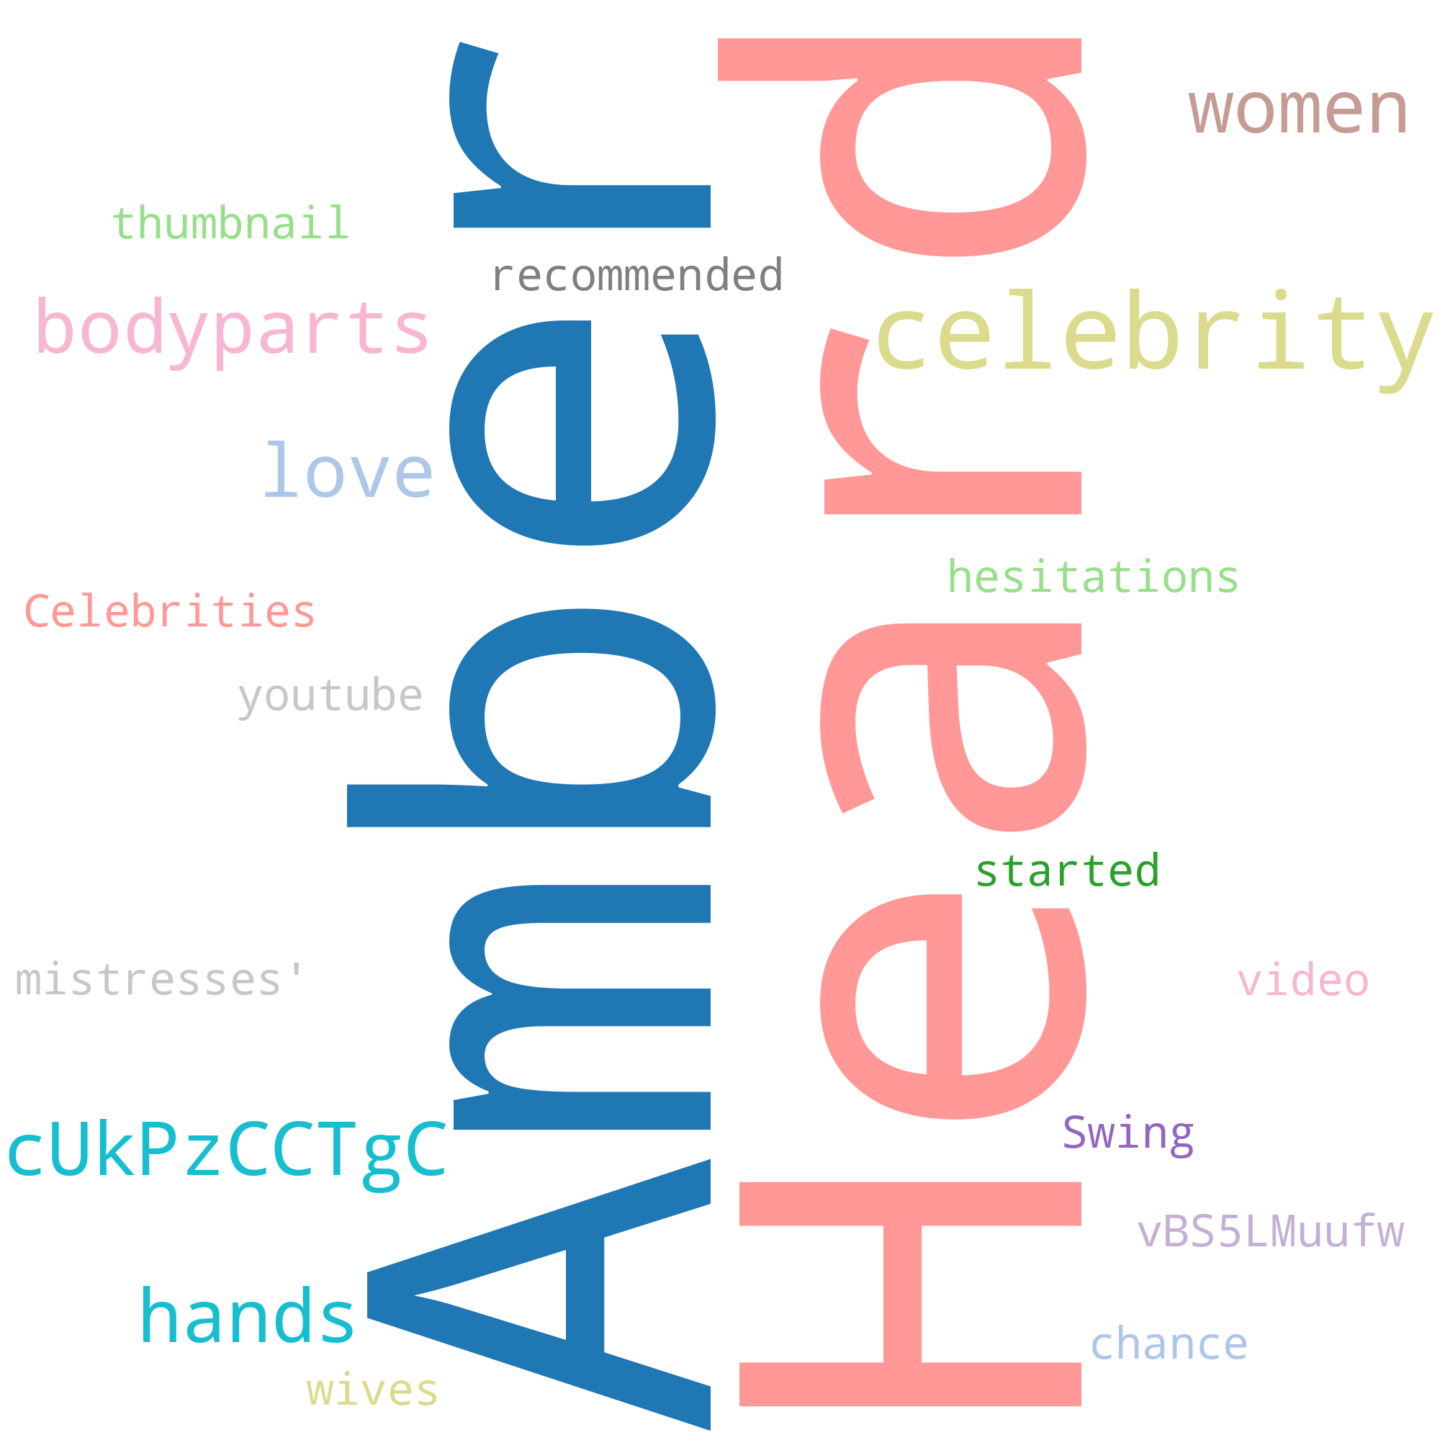 women
thumbnail
recommended
bodyparts
celebrity
love
hesitations
Celebrities
youtube
Amber
Heard
started
mistresses'
video
Swing
cUkPzCCTgC
vBS5LMuufw
hands
chance
wives